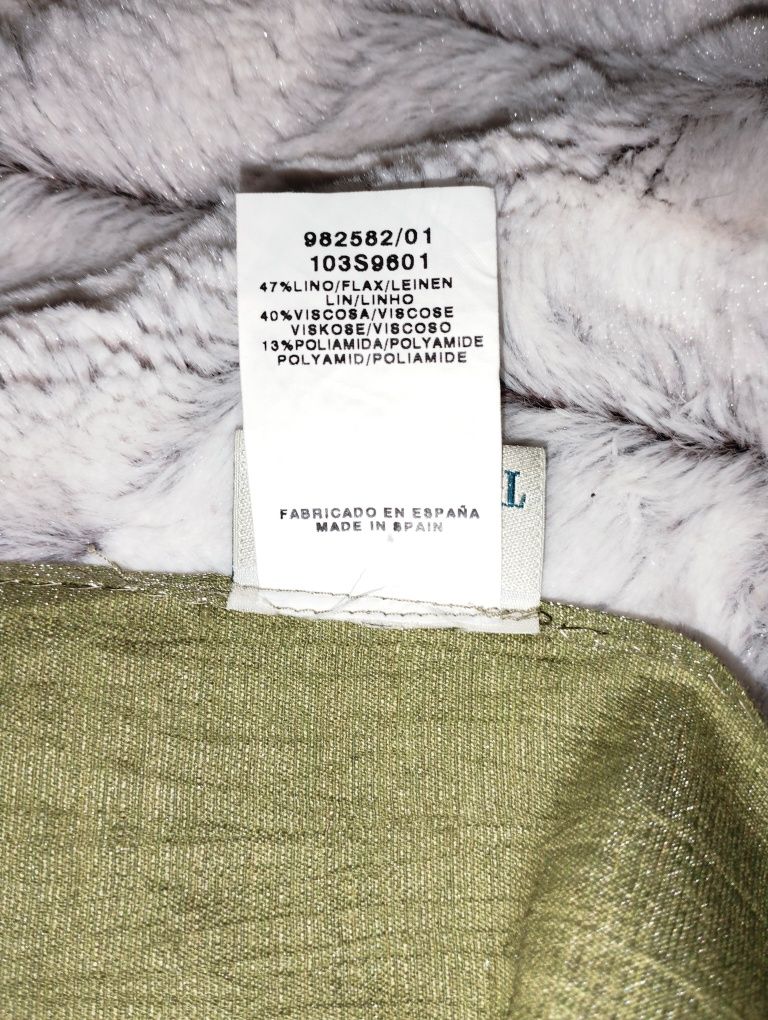 982582/01
103S9601
47%LINO/FLAX/LEINEN
LIN/LINHO
40%VISCOSA/VISCOSE
VISKOSE/VISCOSO
13%POLIAMIDA/POLYAMIDE
POLYAMID/POLIAMIDE
L
FABRICADO EN ESPAÑA
MADE IN SPAIN